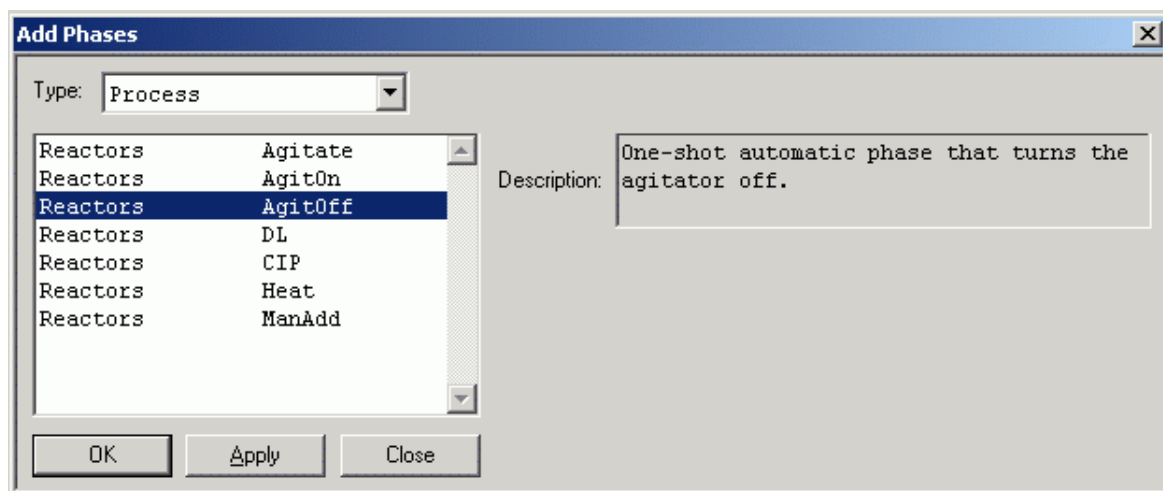 Add Phases
Type: Process
Reactors Agitate
Reactors AgitOn
Reactors AgitOff
Reactors DL
Reactors CIP
Reactors Heat
Reactors ManAdd
Description: One-shot automatic phase that turns the
agitator off.
OK Apply Close